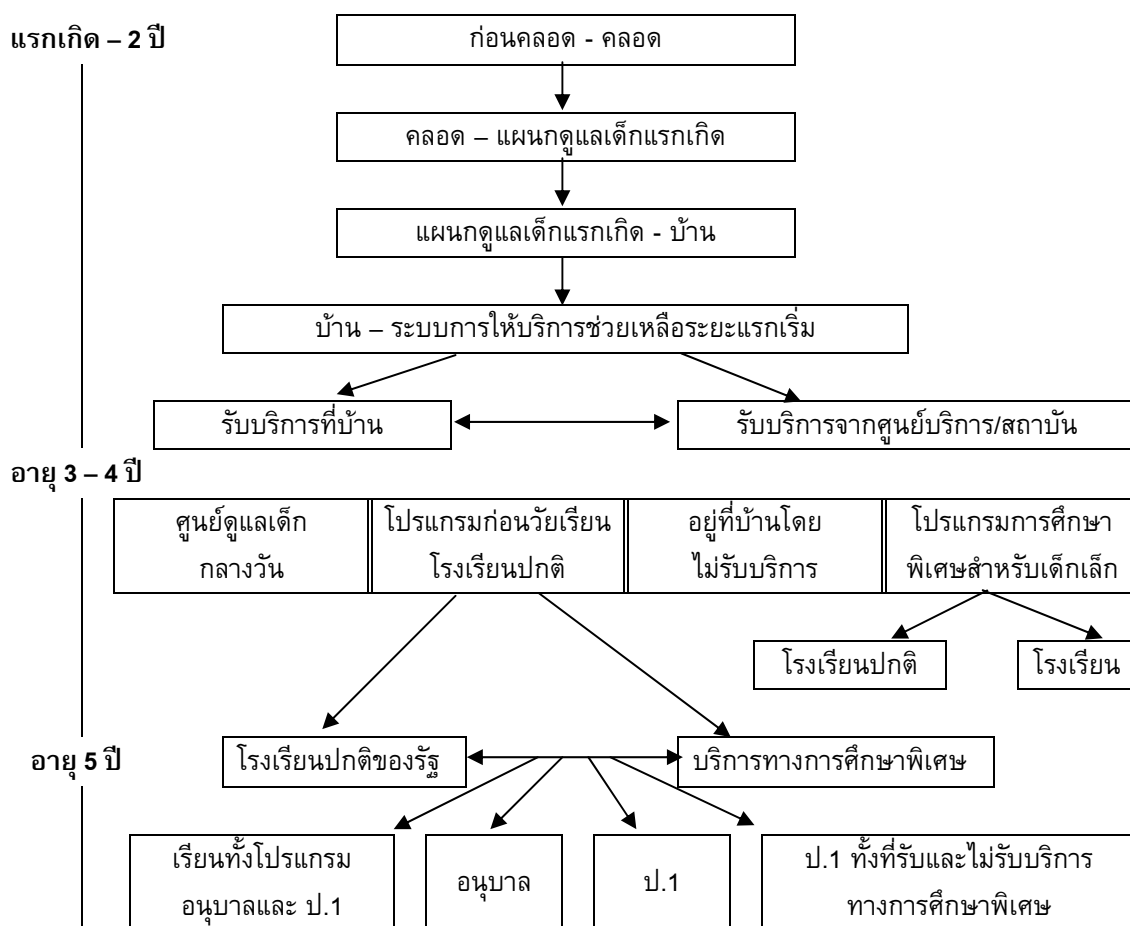 แรกเกิด – 2 ปี
ก่อนคลอด - คลอด
คลอด – แผนกดูแลเด็กแรกเกิด
แผนกดูแลเด็กแรกเกิด - บ้าน
บ้าน – ระบบการให้บริการช่วยเหลือระยะแรกเริ่ม
รับบริการที่บ้าน
รับบริการจากศูนย์บริการ/สถาบัน
อายุ 3 – 4 ปี
ศูนย์ดูแลเด็ก
กลางวัน
โปรแกรมก่อนวัยเรียน
โรงเรียนปกติ
อยู่ที่บ้านโดย
ไม่รับบริการ
โปรแกรมการศึกษา
พิเศษสำหรับเด็กเล็ก
โรงเรียนปกติ
โรงเรียน
อายุ 5 ปี
โรงเรียนปกติของรัฐ
บริการทางการศึกษาพิเศษ
เรียนทั้งโปรแกรม
อนุบาลและ ป.1
อนุบาล
ป.1
ป.1 ทั้งที่รับและไม่รับบริการ
ทางการศึกษาพิเศษ